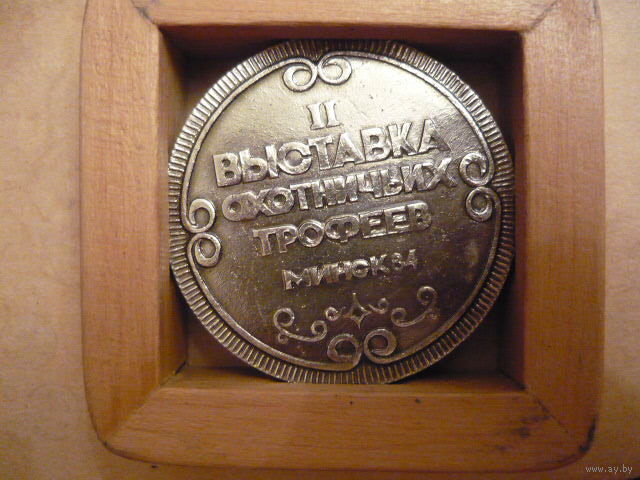 II
ВЫСТАВКА
ОХОТНИЧЬИХ
ТРОФЕЕВ
МИНСК 84
www.ay.by